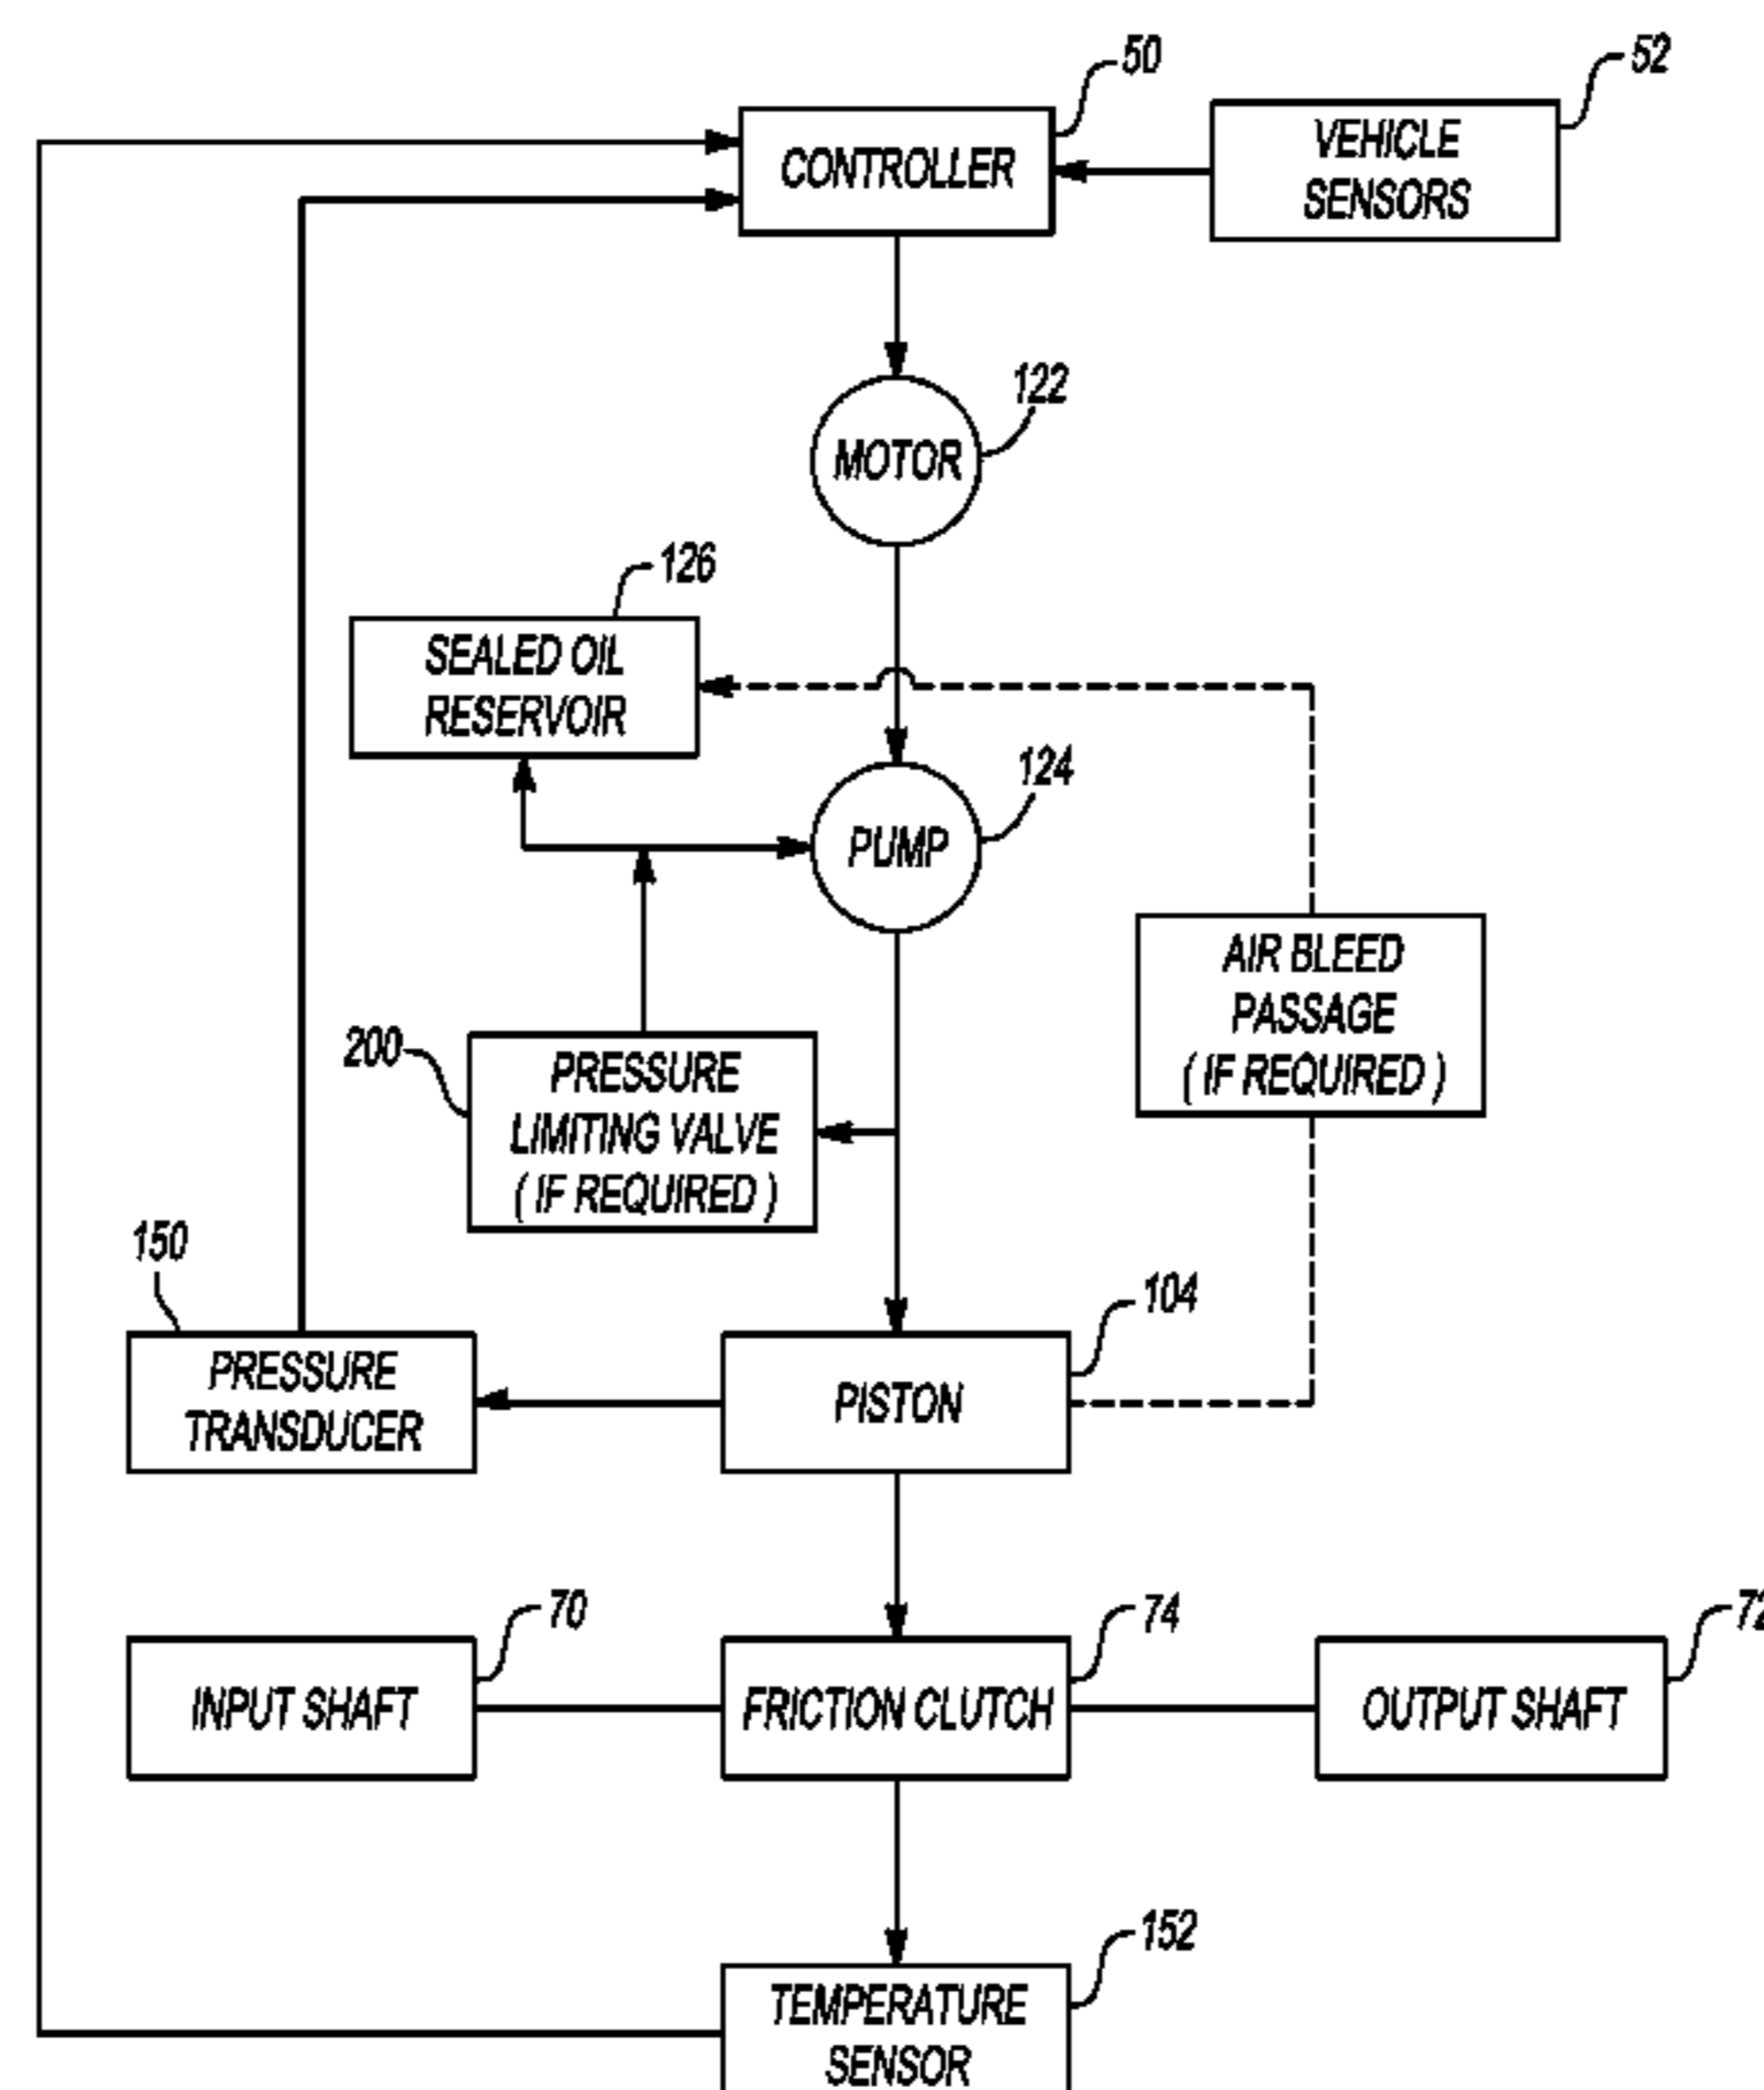 50
52
CONTROLLER
VEHICLE
SENSORS
122
MOTOR
126
SEALED OIL
RESERVOIR
124
PUMP
AIR BLEED
PASSAGE
( IF REQUIRED )
200
PRESSURE
LIMITING VALVE
( IF REQUIRED )
150
104
PRESSURE
TRANSDUCER
PISTON
70
74
72
INPUT SHAFT
FRICTION CLUTCH
OUTPUT SHAFT
152
TEMPERATURE
SENSOR